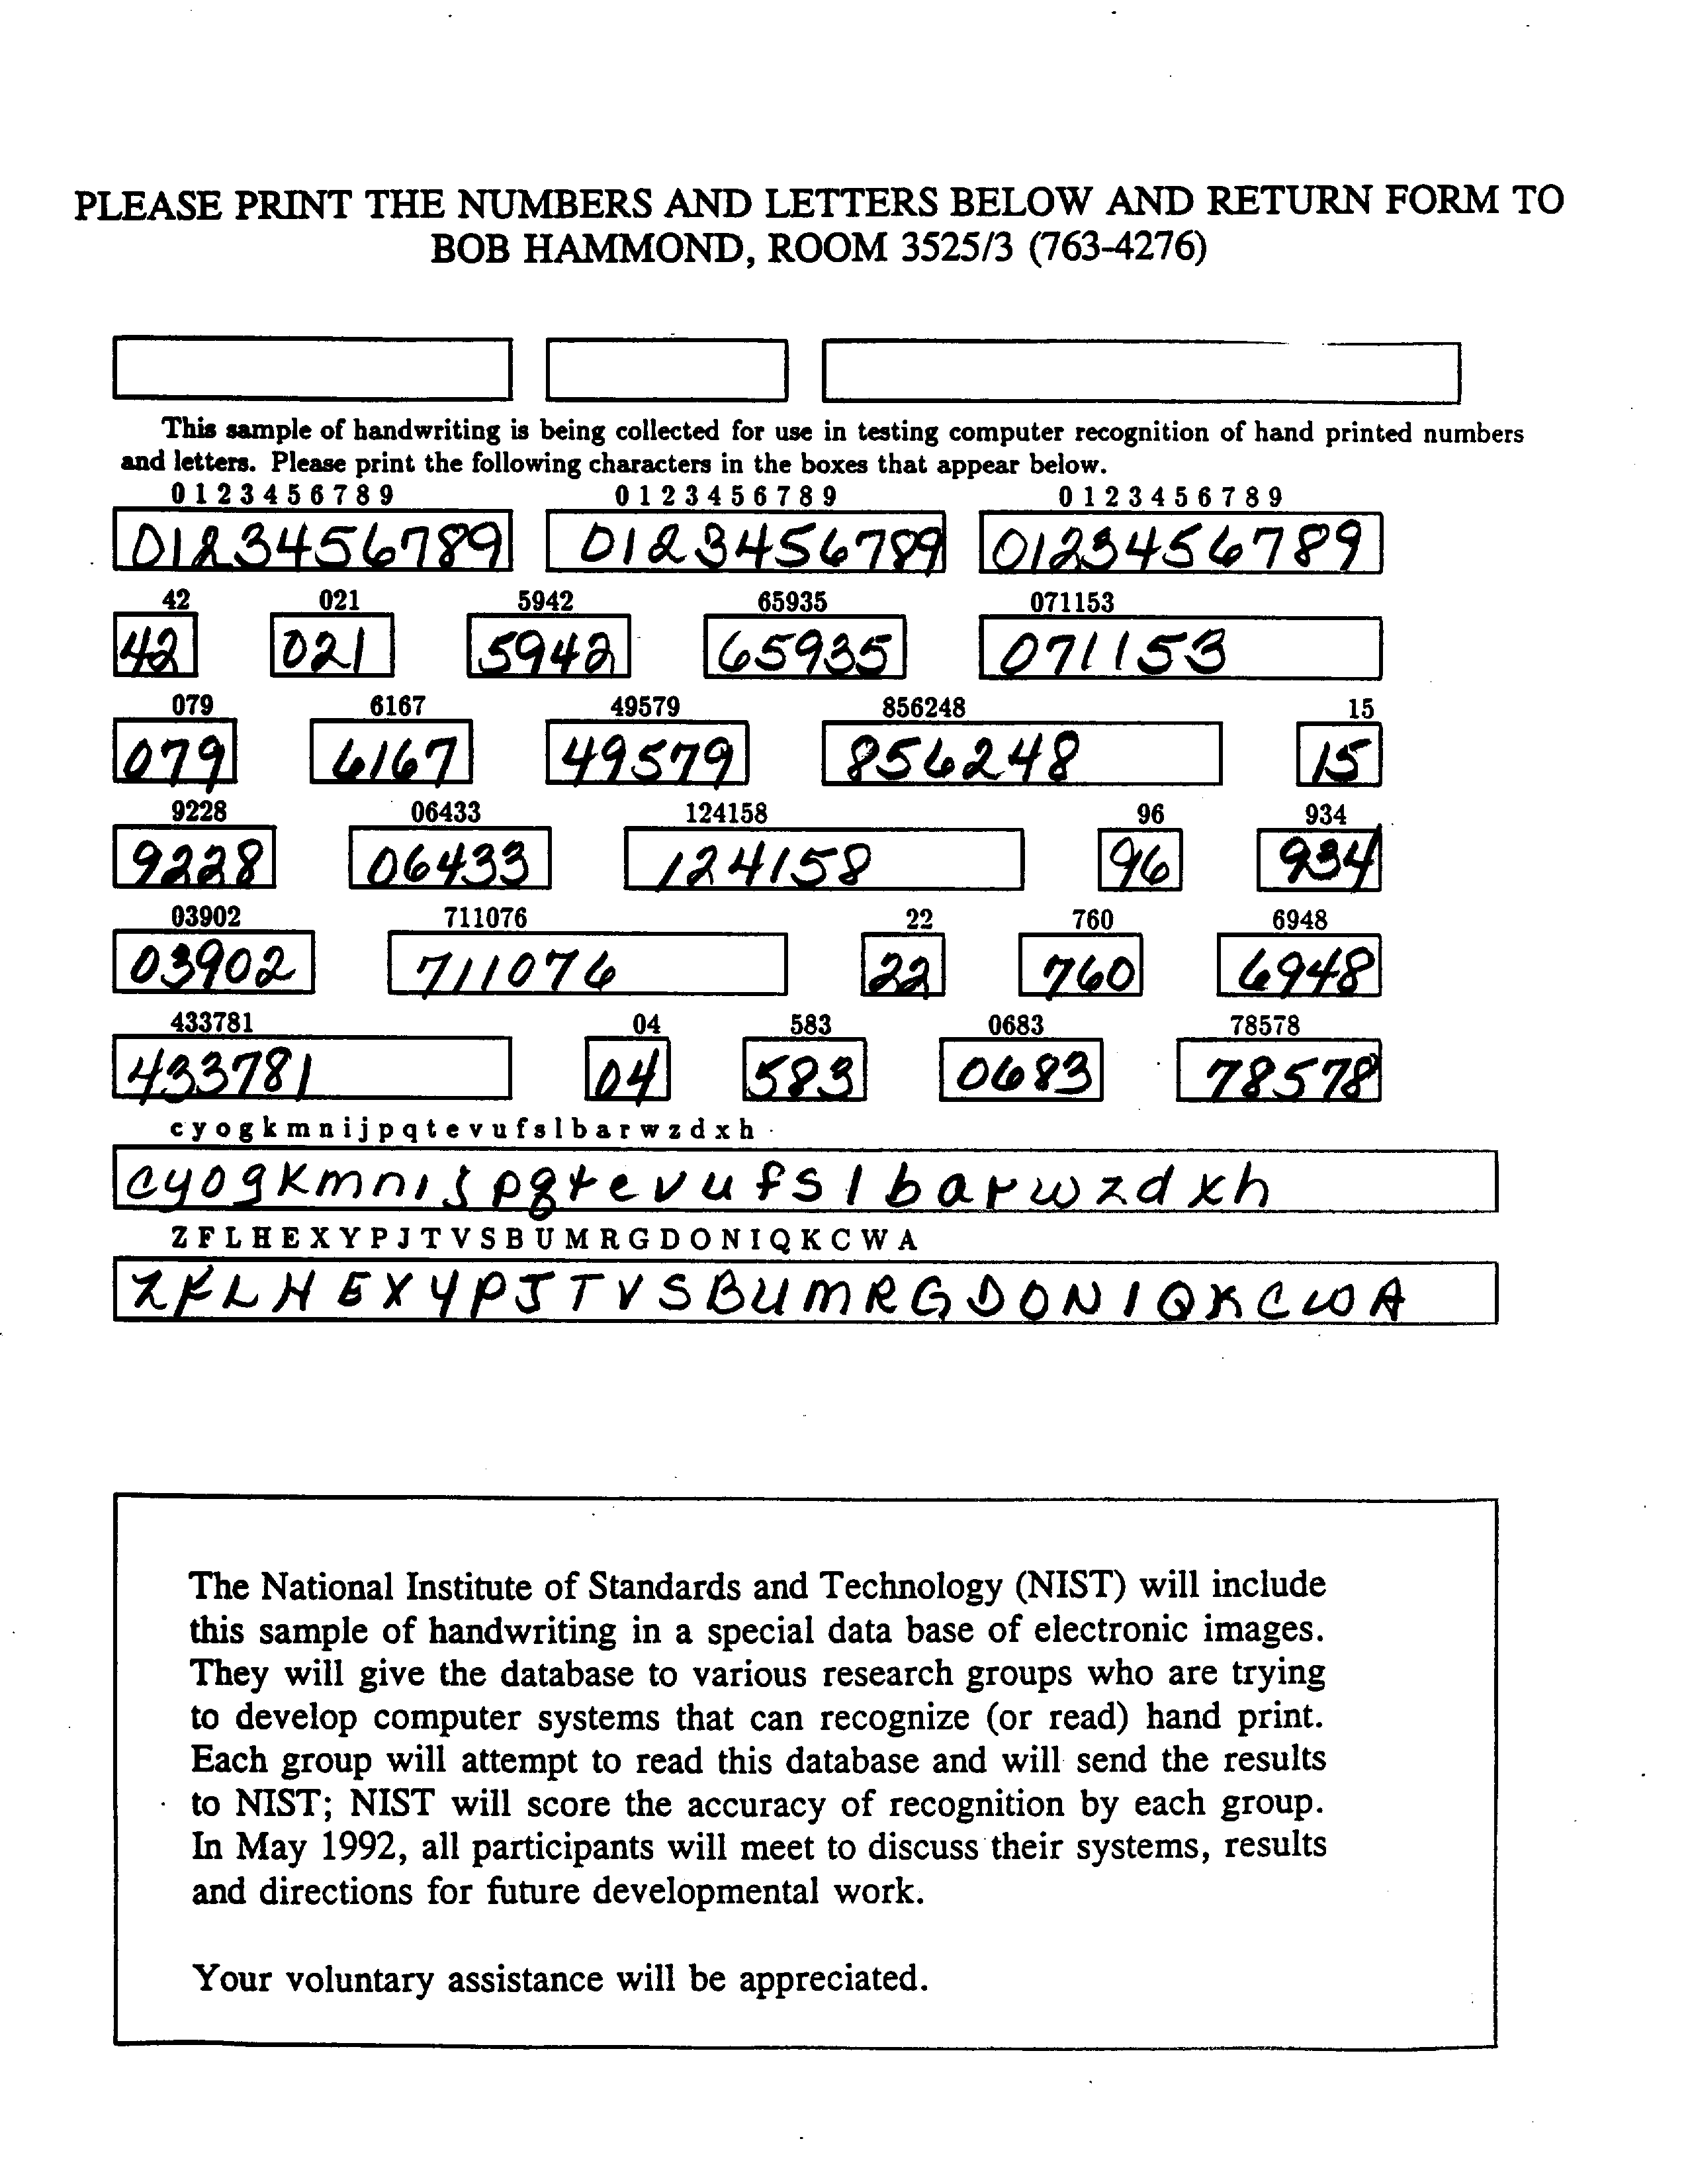 PLEASE PRINT THE NUMBERS AND LETTERS BELOW AND RETURN FORM TO
BOB HAMMOND, ROOM 3525/3 (763-4276)
This sample of handwriting is being collected for use in testing computer recognition of hand printed numbers
and letters. Please print the following characters in the boxes that appear below.
0 1 2 3 4 5 6 7 8 9 0 1 2 3 4 5 6 7 8 9 0 1 2 3 4 5 6 7 8 9
0123456789 0123456789 0123456789
42 021 5942 65935 071153
42 021 5942 65935 071153
079 6167 49579 856248 15
079 6167 49579 856248 15
9228 06433 124158 96 934
9228 06433 124158 96 934
03902 711076 22 760 6948
03902 711076 22 760 6948
433781 04 583 0683 78578
433781 04 583 0683 78578
c y o g k m n i j p q t e v u f s l b a r w z d x h
c y o g k m n i j p q t e v u f s l b a r w z d x h
Z F L H E X Y P J T V S B U M R G D O N I Q K C W A
Z F L H E X Y P J T V S B U M R G D O N I Q K C W A
The National Institute of Standards and Technology (NIST) will include
this sample of handwriting in a special data base of electronic images.
They will give the database to various research groups who are trying
to develop computer systems that can recognize (or read) hand print.
Each group will attempt to read this database and will send the results
to NIST; NIST will score the accuracy of recognition by each group.
In May 1992, all participants will meet to discuss their systems, results
and directions for future developmental work.
Your voluntary assistance will be appreciated.